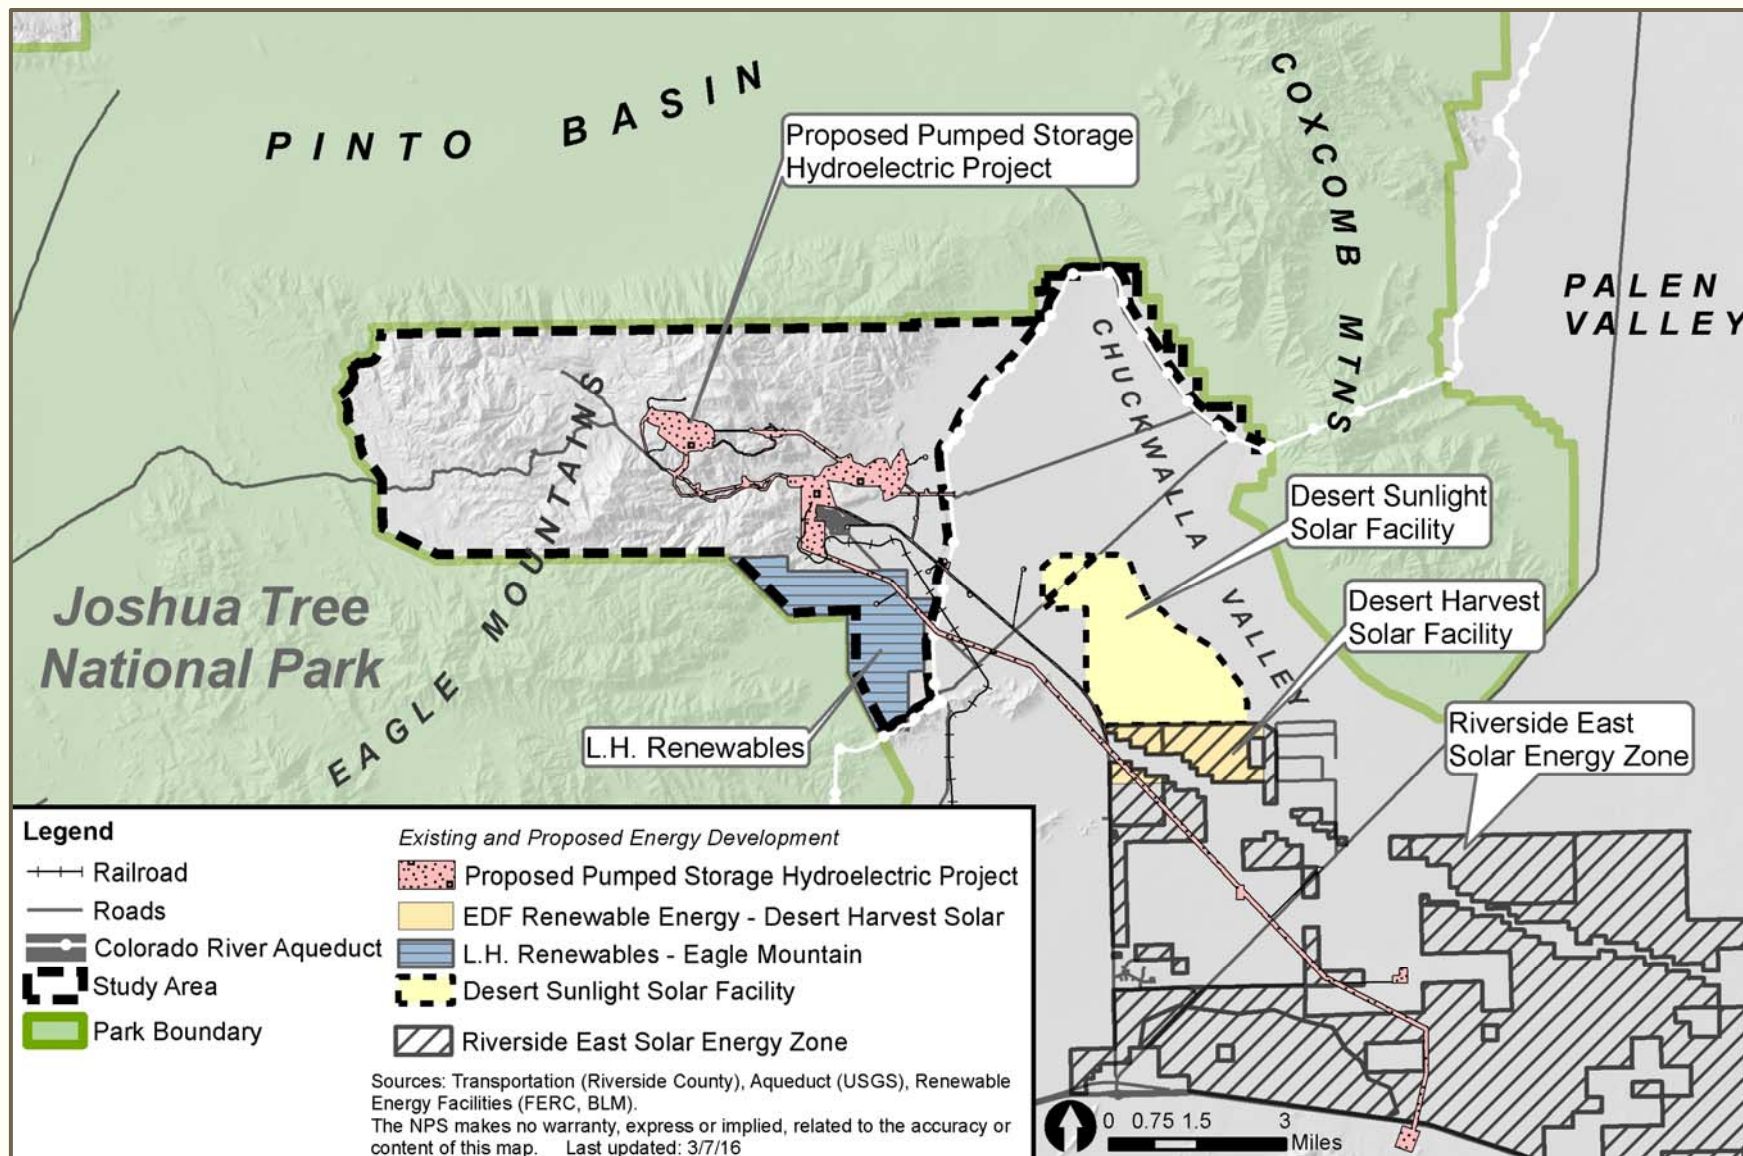 PINTO BASIN
Proposed Pumped Storage
Hydroelectric Project
COXCOMB MTNS
PALEN
VALLEY
CHUCKWALLA VALLEY
EAGLE MOUNTAINS
Desert Sunlight
Solar Facility
Desert Harvest
Solar Facility
Joshua Tree
National Park
L.H. Renewables
Riverside East
Solar Energy Zone
Legend
Railroad
Roads
Colorado River Aqueduct
Study Area
Park Boundary
Existing and Proposed Energy Development
Proposed Pumped Storage Hydroelectric Project
EDF Renewable Energy - Desert Harvest Solar
L.H. Renewables - Eagle Mountain
Desert Sunlight Solar Facility
Riverside East Solar Energy Zone
Sources: Transportation (Riverside County), Aqueduct (USGS), Renewable
Energy Facilities (FERC, BLM).
The NPS makes no warranty, express or implied, related to the accuracy or
content of this map. Last updated: 3/7/16
0 0.75 1.5 3
Miles